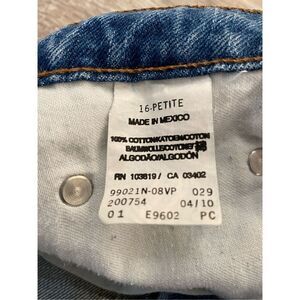 16-PETITE
MADE IN MEXICO
100% COTTON/KATOEN/COTON
BAUMWOLLE/COTONE/綿
ALGODÃO/ALGODÓN
RN 103819 / CA 03402
99021N-08VP 029
200754 04/10
01 E9602 PC